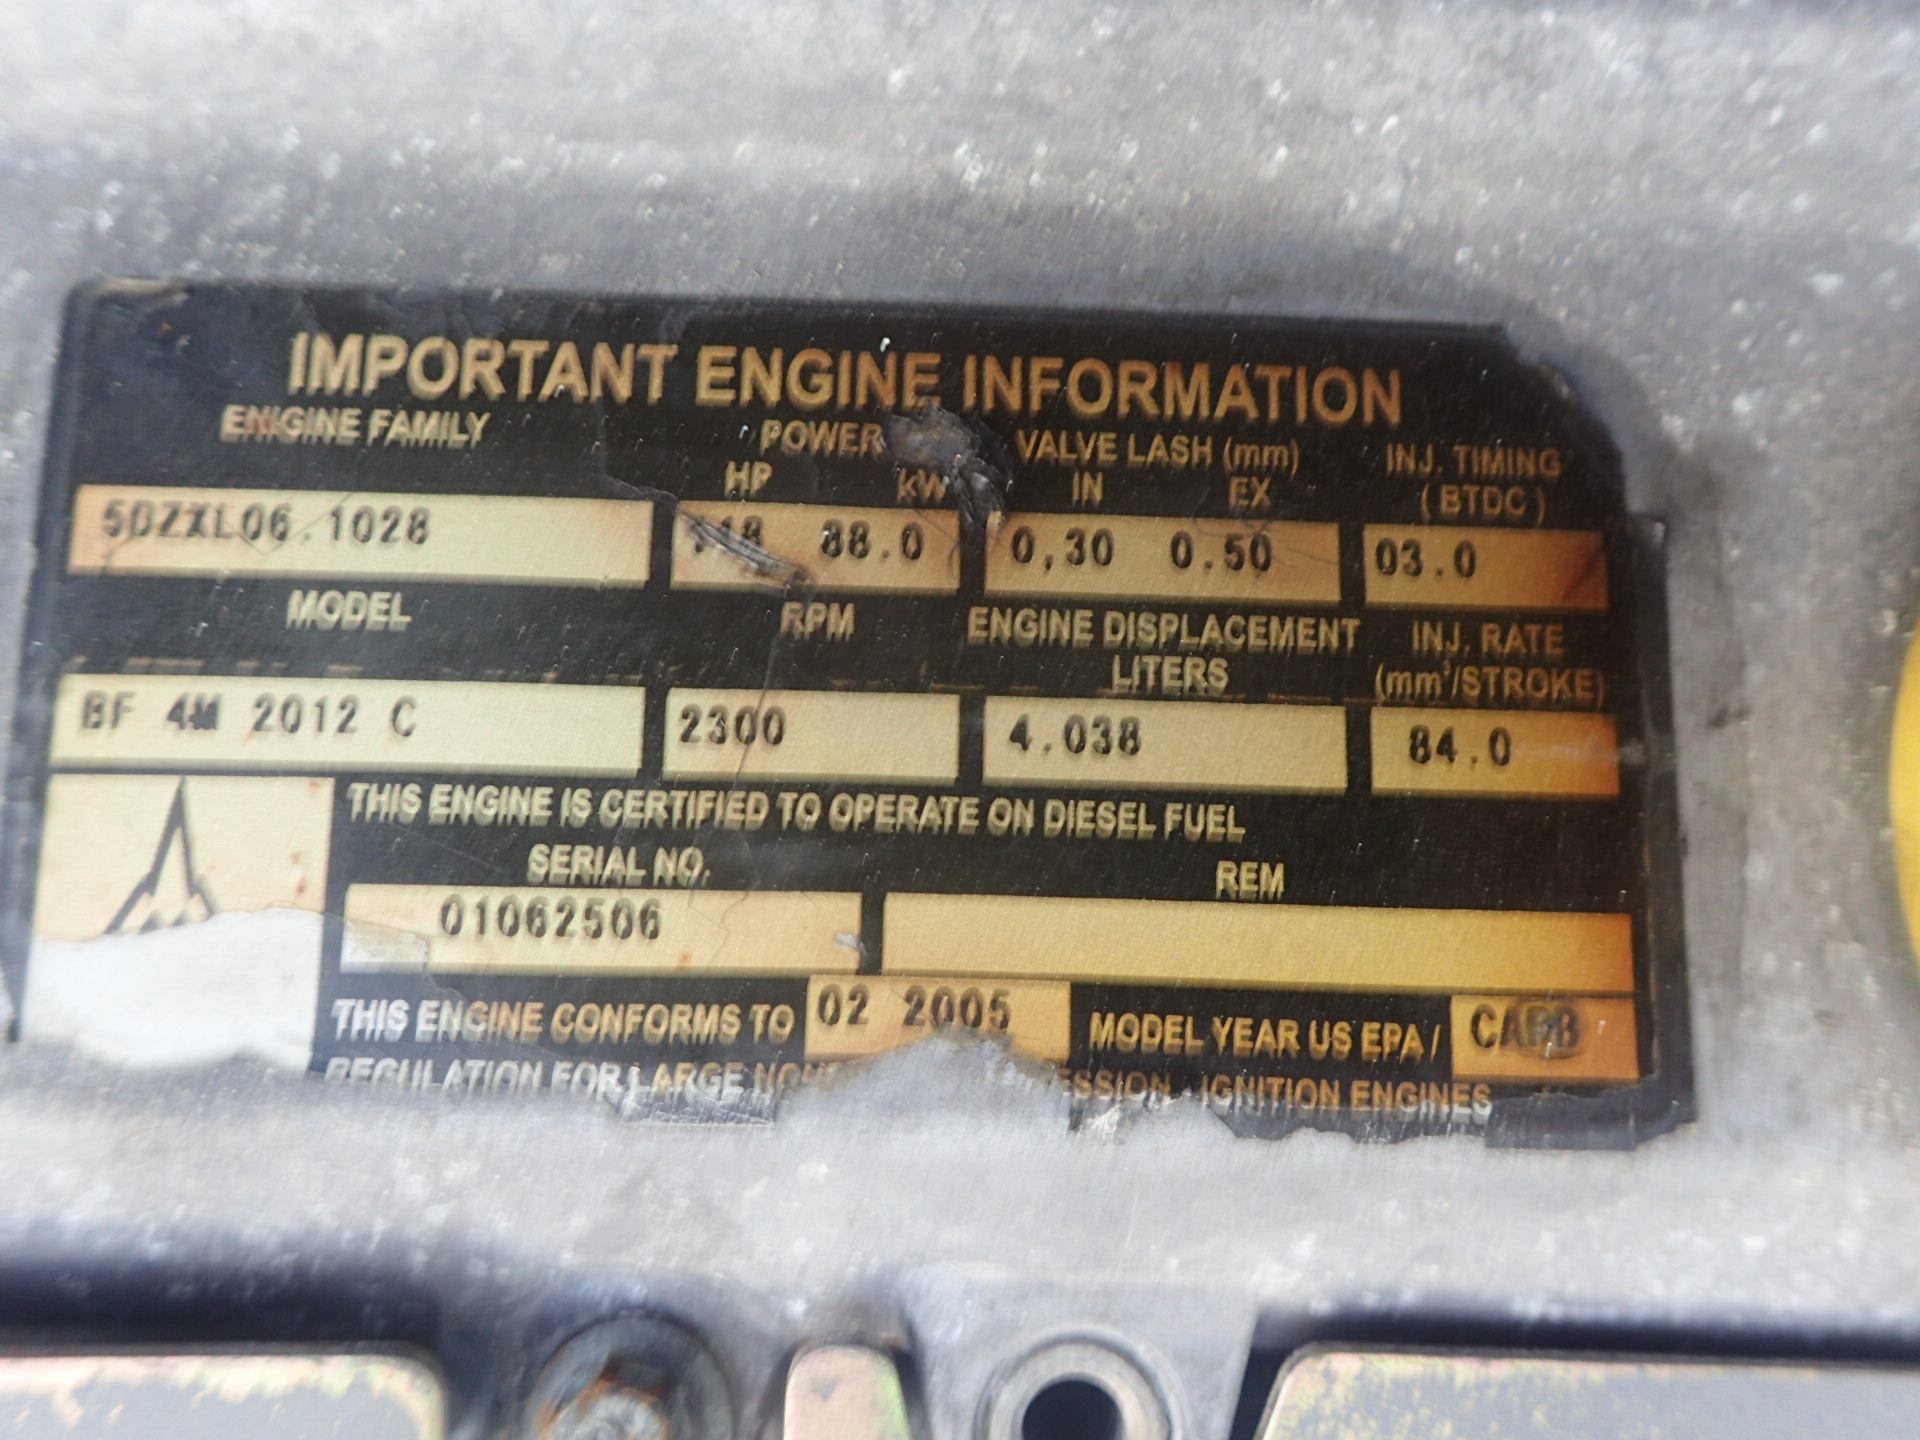 IMPORTANT ENGINE INFORMATION
ENGINE FAMILY POWER VALVE LASH (mm) INJ. TIMING
HP kW IN EX (BTDC)
5DZXL06.1028 88.0 0,30 0.50 03.0
MODEL RPM ENGINE DISPLACEMENT INJ. RATE
LITERS (mm³/STROKE)
BF 4M 2012 C 2300 4.038 84.0
THIS ENGINE IS CERTIFIED TO OPERATE ON DIESEL FUEL
SERIAL NO. REM
01062506
THIS ENGINE CONFORMS TO 02 2005 MODEL YEAR US EPA / CARB
REGULATION FOR LARGE IGNITION ENGINES